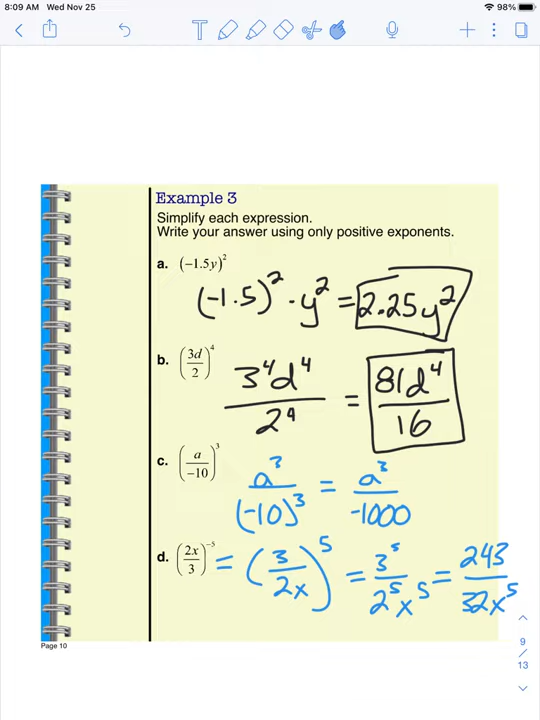 8:09 AM Wed Nov 25 98%
Example 3
Simplify each expression.
Write your answer using only positive exponents.
a. (−1.5y)²
(-1.5)² · y² = 2.25y²
b. (3d/2)⁴
3⁴d⁴/2⁴ = 81d⁴/16
c. (a/−10)³
a³/(-10)³ = a³/-1000
d. (2x/3)⁻⁵ = (3/2x)⁵ = 3⁵/2⁵x⁵ = 243/32x⁵
Page 10
9
/
13